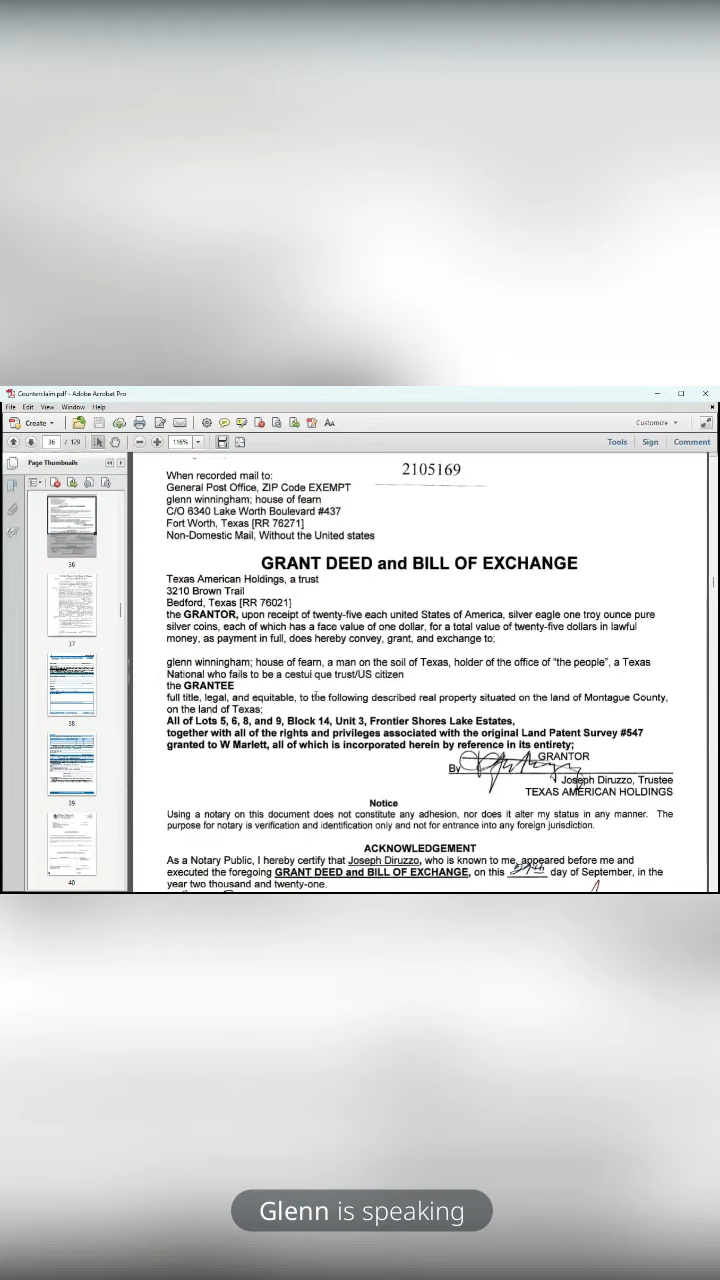 Counterclaim.pdf - Adobe Acrobat Pro
File Edit View Window Help
Create
Customize
36 / 129
116%
Tools Sign Comment
Page Thumbnails
36
37
38
39
40
When recorded mail to:
2105169
General Post Office, ZIP Code EXEMPT
glenn winningham; house of fearn
C/O 6340 Lake Worth Boulevard #437
Fort Worth, Texas [RR 76271]
Non-Domestic Mail, Without the United states
GRANT DEED and BILL OF EXCHANGE
Texas American Holdings, a trust
3210 Brown Trail
Bedford, Texas [RR 76021]
the GRANTOR, upon receipt of twenty-five each united States of America, silver eagle one troy ounce pure
silver coins, each of which has a face value of one dollar, for a total value of twenty-five dollars in lawful
money, as payment in full, does hereby convey, grant, and exchange to;
glenn winningham; house of fearn, a man on the soil of Texas, holder of the office of "the people", a Texas
National who fails to be a cestui que trust/US citizen
the GRANTEE
full title, legal, and equitable, to the following described real property situated on the land of Montague County,
on the land of Texas;
All of Lots 5, 6, 8, and 9, Block 14, Unit 3, Frontier Shores Lake Estates,
together with all of the rights and privileges associated with the original Land Patent Survey #547
granted to W Marlett, all of which is incorporated herein by reference in its entirety;
GRANTOR
By
Joseph Diruzzo, Trustee
TEXAS AMERICAN HOLDINGS
Notice
Using a notary on this document does not constitute any adhesion, nor does it alter my status in any manner. The
purpose for notary is verification and identification only and not for entrance into any foreign jurisdiction.
ACKNOWLEDGEMENT
As a Notary Public, I hereby certify that Joseph Diruzzo, who is known to me, appeared before me and
executed the foregoing GRANT DEED and BILL OF EXCHANGE, on this day of September, in the
year two thousand and twenty-one.
Glenn is speaking